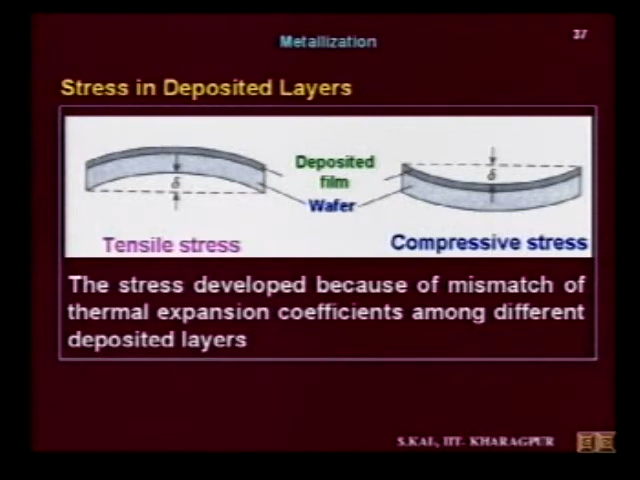 Metallization
37
Stress in Deposited Layers
Deposited
film
Wafer
δ
δ
Tensile stress
Compressive stress
The stress developed because of mismatch of
thermal expansion coefficients among different
deposited layers
S.KAL, IIT- KHARAGPUR